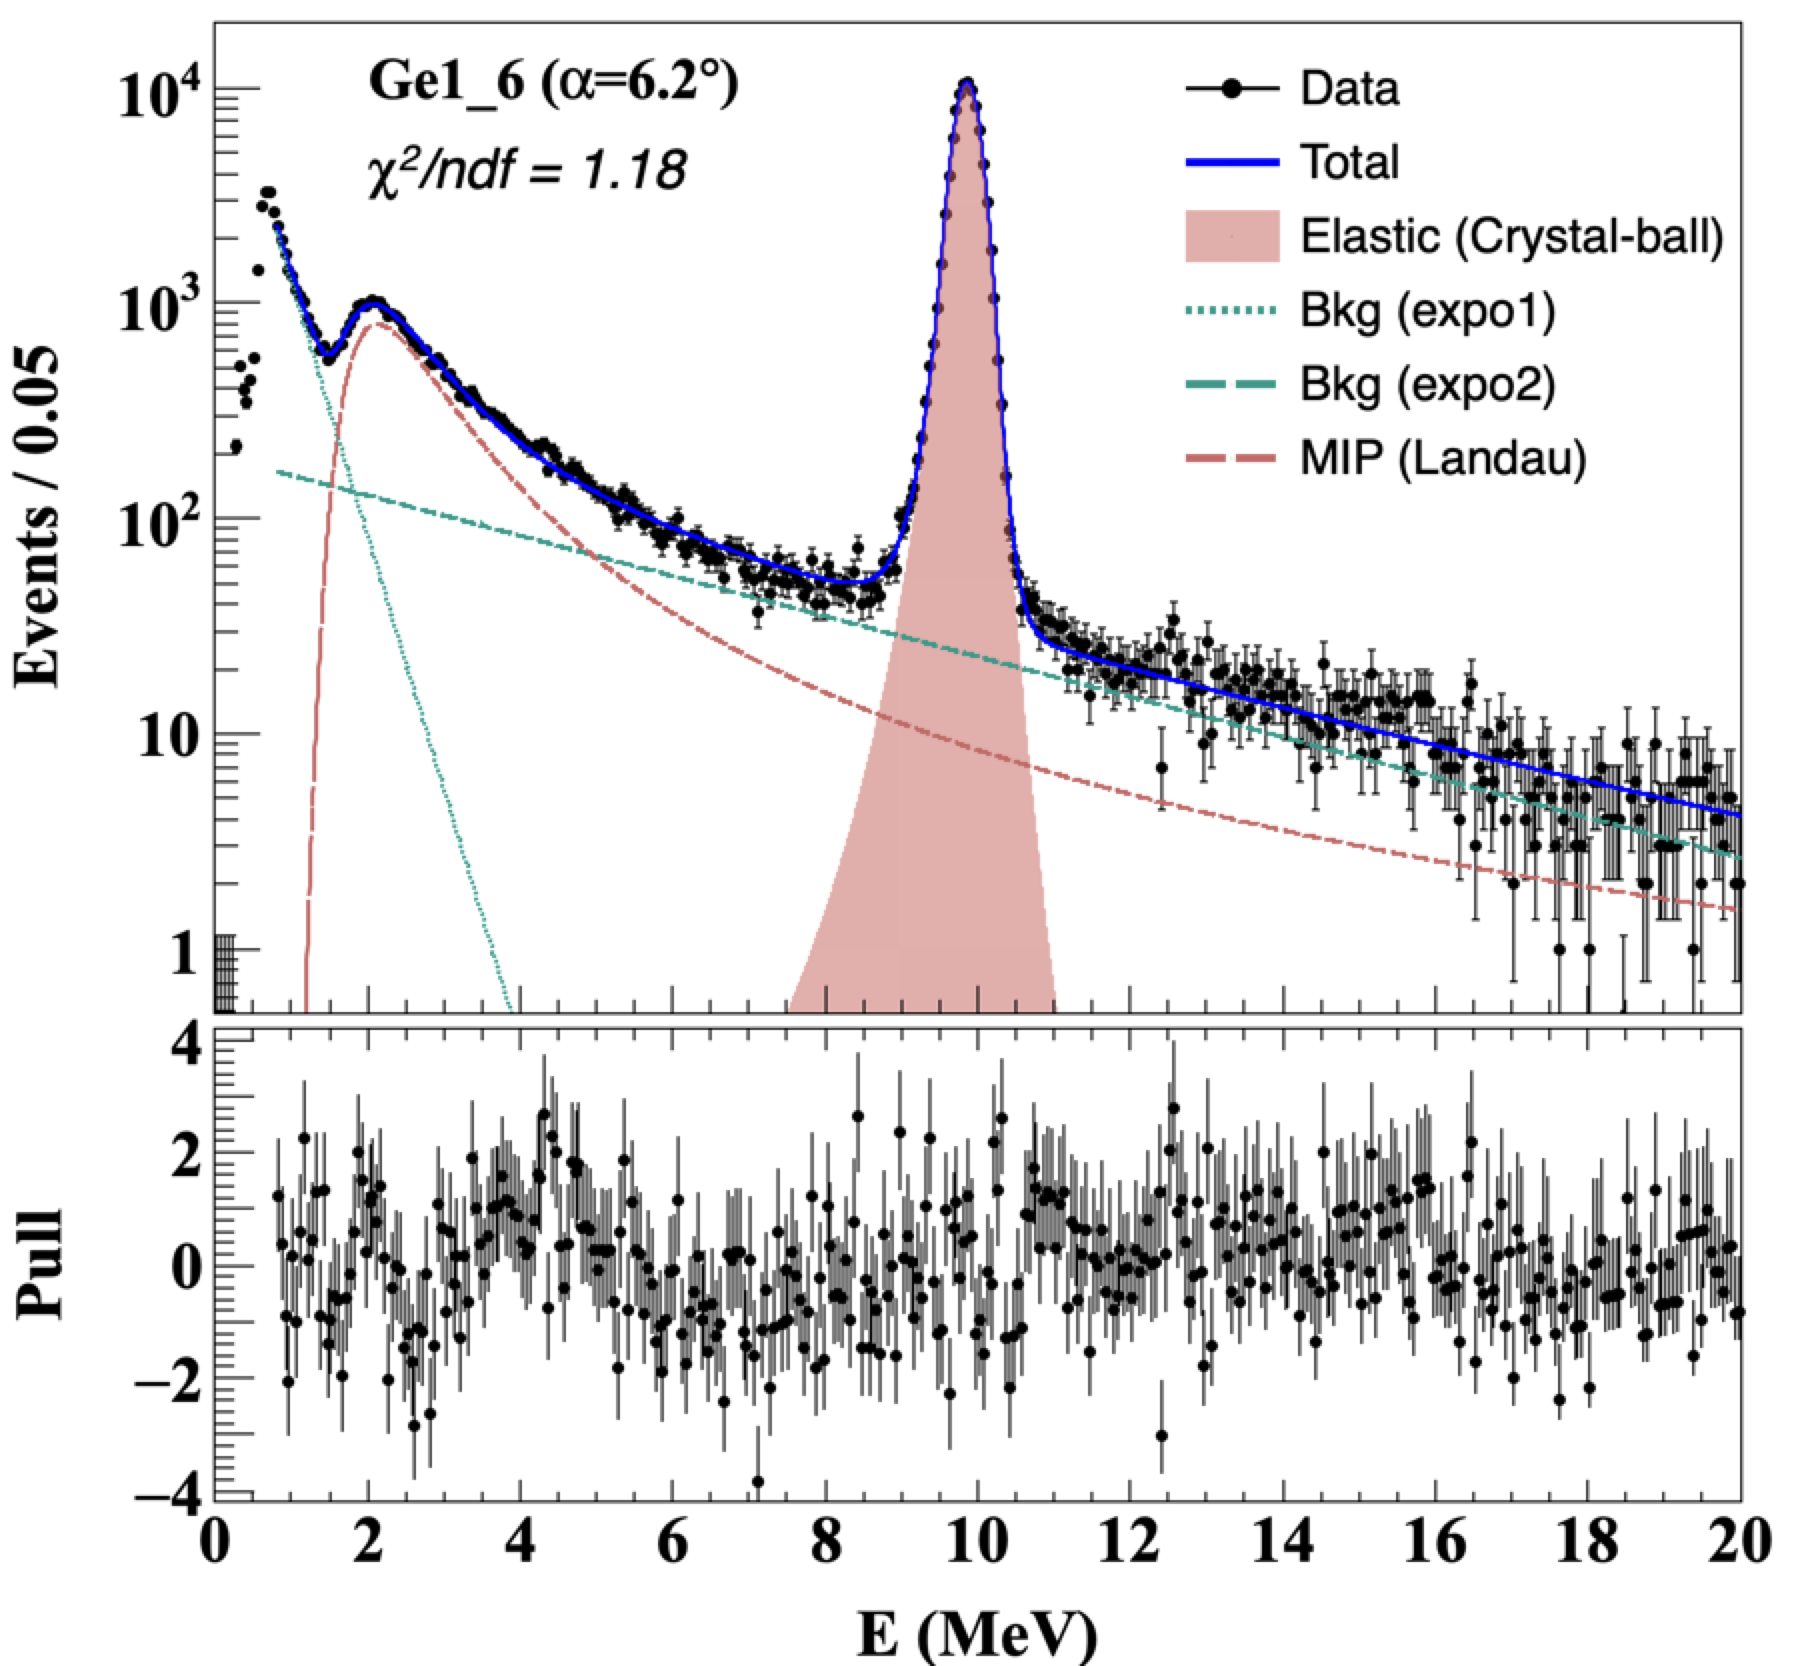 Ge1_6 (α=6.2°)
χ²/ndf = 1.18
Data
Total
Elastic (Crystal-ball)
Bkg (expo1)
Bkg (expo2)
MIP (Landau)
Events / 0.05
10⁴
10³
10²
10
1
Pull
4
2
0
−2
−4
0 2 4 6 8 10 12 14 16 18 20
E (MeV)